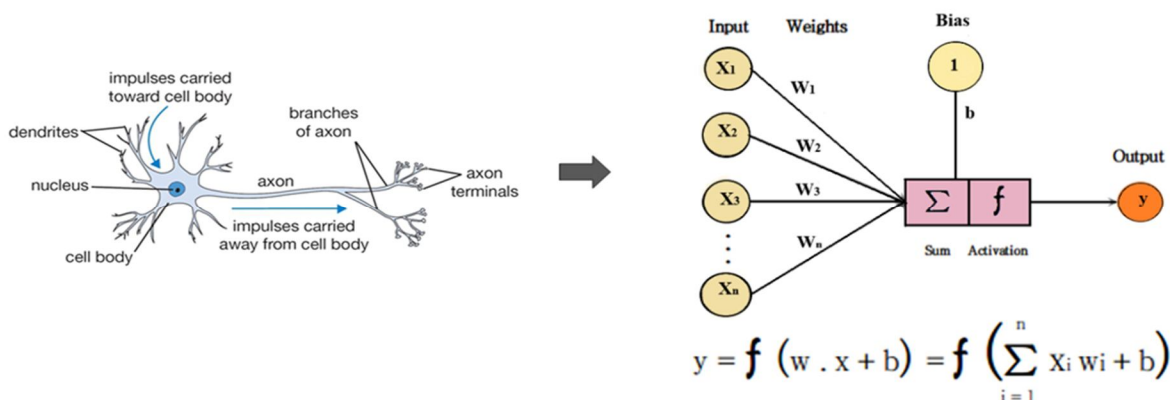 impulses carried
toward cell body
dendrites
nucleus
cell body
axon
impulses carried
away from cell body
branches
of axon
axon
terminals
Input
Weights
Bias
X1
X2
X3
Xn
W1
W2
W3
Wn
1
b
∑
f
Sum
Activation
Output
y
y = f (w . x + b) = f (∑ i = 1 n Xi wi + b)